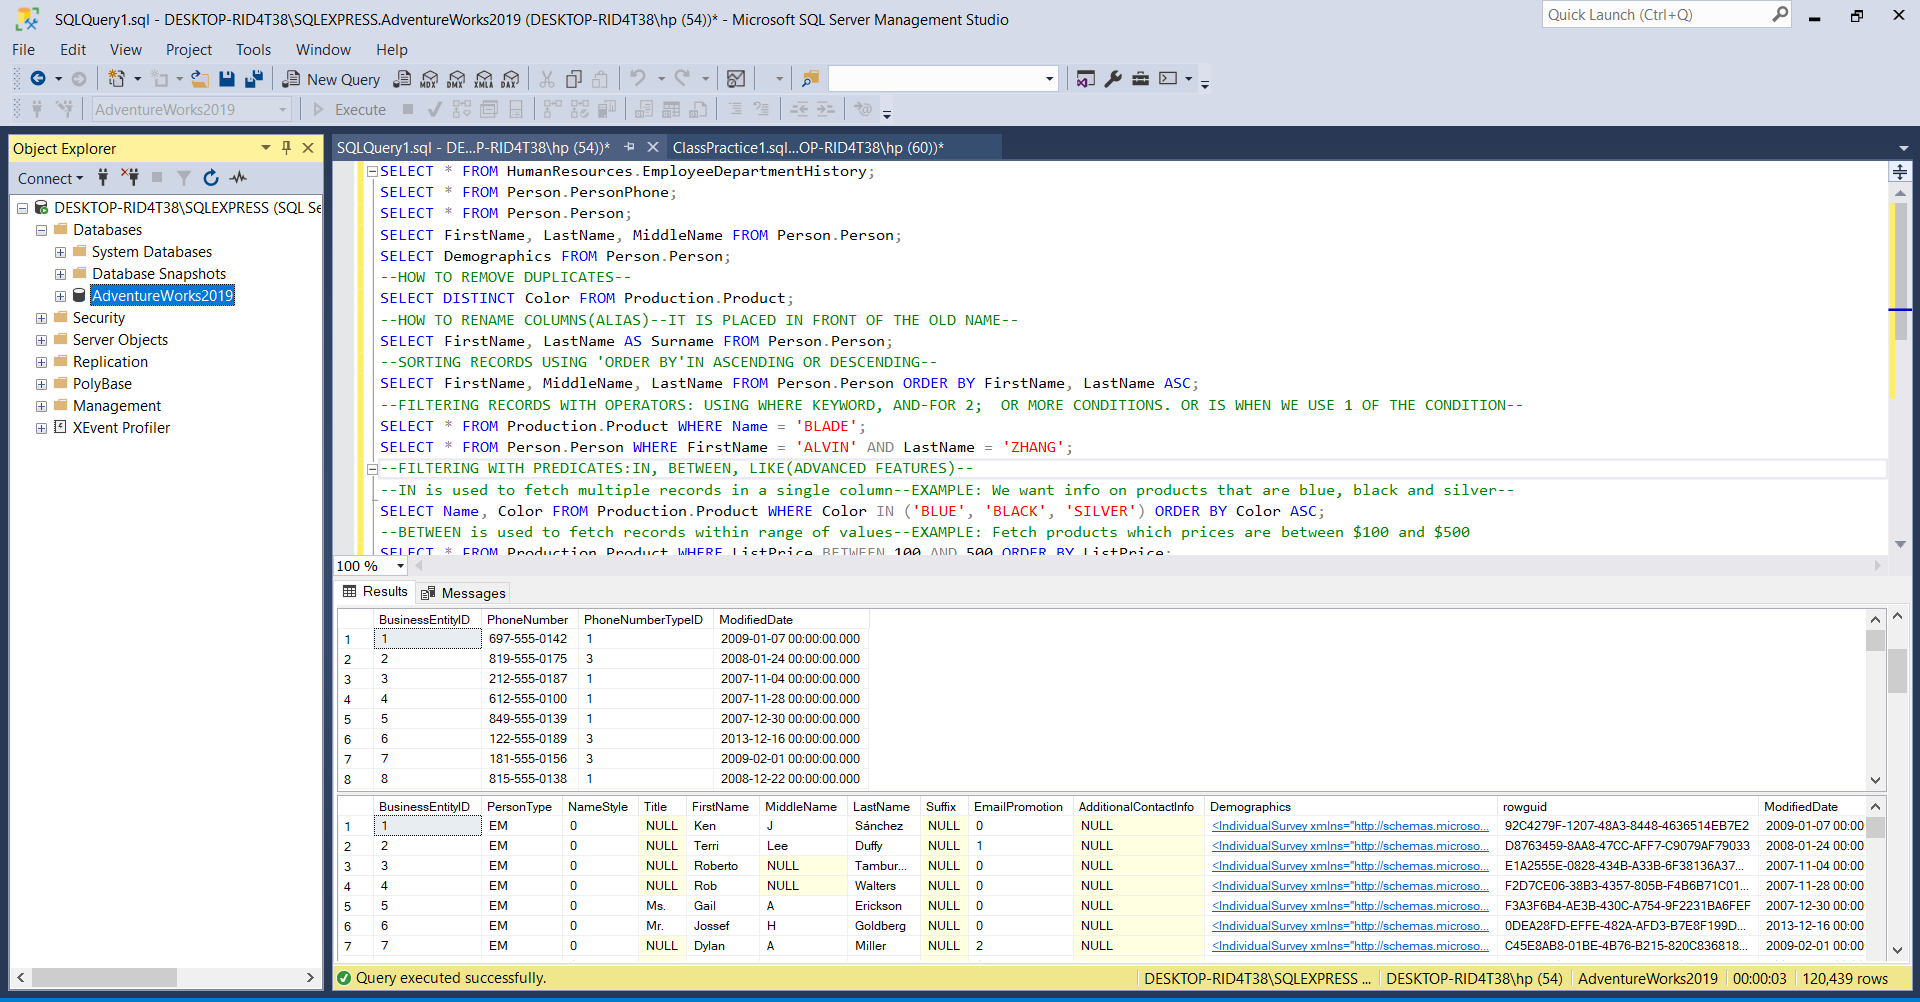 SQLQuery1.sql - DESKTOP-RID4T38\SQLEXPRESS.AdventureWorks2019 (DESKTOP-RID4T38\hp (54))* - Microsoft SQL Server Management Studio
Quick Launch (Ctrl+Q)
File Edit View Project Tools Window Help
New Query MDX DMX XMLA DAX
AdventureWorks2019 Execute
Object Explorer
Connect
DESKTOP-RID4T38\SQLEXPRESS (SQL Se
Databases
System Databases
Database Snapshots
AdventureWorks2019
Security
Server Objects
Replication
PolyBase
Management
XEvent Profiler
SQLQuery1.sql - DE...P-RID4T38\hp (54))* ClassPractice1.sql...OP-RID4T38\hp (60))*
SELECT * FROM HumanResources.EmployeeDepartmentHistory;
SELECT * FROM Person.PersonPhone;
SELECT * FROM Person.Person;
SELECT FirstName, LastName, MiddleName FROM Person.Person;
SELECT Demographics FROM Person.Person;
--HOW TO REMOVE DUPLICATES--
SELECT DISTINCT Color FROM Production.Product;
--HOW TO RENAME COLUMNS(ALIAS)--IT IS PLACED IN FRONT OF THE OLD NAME--
SELECT FirstName, LastName AS Surname FROM Person.Person;
--SORTING RECORDS USING 'ORDER BY'IN ASCENDING OR DESCENDING--
SELECT FirstName, MiddleName, LastName FROM Person.Person ORDER BY FirstName, LastName ASC;
--FILTERING RECORDS WITH OPERATORS: USING WHERE KEYWORD, AND-FOR 2;  OR MORE CONDITIONS. OR IS WHEN WE USE 1 OF THE CONDITION--
SELECT * FROM Production.Product WHERE Name = 'BLADE';
SELECT * FROM Person.Person WHERE FirstName = 'ALVIN' AND LastName = 'ZHANG';
--FILTERING WITH PREDICATES:IN, BETWEEN, LIKE(ADVANCED FEATURES)--
--IN is used to fetch multiple records in a single column--EXAMPLE: We want info on products that are blue, black and silver--
SELECT Name, Color FROM Production.Product WHERE Color IN ('BLUE', 'BLACK', 'SILVER') ORDER BY Color ASC;
--BETWEEN is used to fetch records within range of values--EXAMPLE: Fetch products which prices are between $100 and $500
SELECT * FROM Production.Product WHERE ListPrice BETWEEN 100 AND 500 ORDER BY ListPrice;
100 %
Results Messages
BusinessEntityID PhoneNumber PhoneNumberTypeID ModifiedDate
1 1 697-555-0142 1 2009-01-07 00:00:00.000
2 2 819-555-0175 3 2008-01-24 00:00:00.000
3 3 212-555-0187 1 2007-11-04 00:00:00.000
4 4 612-555-0100 1 2007-11-28 00:00:00.000
5 5 849-555-0139 1 2007-12-30 00:00:00.000
6 6 122-555-0189 3 2013-12-16 00:00:00.000
7 7 181-555-0156 3 2009-02-01 00:00:00.000
8 8 815-555-0138 1 2008-12-22 00:00:00.000
BusinessEntityID PersonType NameStyle Title FirstName MiddleName LastName Suffix EmailPromotion AdditionalContactInfo Demographics rowguid ModifiedDate
1 1 EM 0 NULL Ken J Sánchez NULL 0 NULL <IndividualSurvey xmlns="http://schemas.microso... 92C4279F-1207-48A3-8448-4636514EB7E2 2009-01-07 00:00
2 2 EM 0 NULL Terri Lee Duffy NULL 1 NULL <IndividualSurvey xmlns="http://schemas.microso... D8763459-8AA8-47CC-AFF7-C9079AF79033 2008-01-24 00:00
3 3 EM 0 NULL Roberto NULL Tambur... NULL 0 NULL <IndividualSurvey xmlns="http://schemas.microso... E1A2555E-0828-434B-A33B-6F38136A37... 2007-11-04 00:00
4 4 EM 0 NULL Rob NULL Walters NULL 0 NULL <IndividualSurvey xmlns="http://schemas.microso... F2D7CE06-38B3-4357-805B-F4B6B71C01... 2007-11-28 00:00
5 5 EM 0 Ms. Gail A Erickson NULL 0 NULL <IndividualSurvey xmlns="http://schemas.microso... F3A3F6B4-AE3B-430C-A754-9F2231BA6FEF 2007-12-30 00:00
6 6 EM 0 Mr. Jossef H Goldberg NULL 0 NULL <IndividualSurvey xmlns="http://schemas.microso... 0DEA28FD-EFFE-482A-AFD3-B7E8F199D... 2013-12-16 00:00
7 7 EM 0 NULL Dylan A Miller NULL 2 NULL <IndividualSurvey xmlns="http://schemas.microso... C45E8AB8-01BE-4B76-B215-820C836818... 2009-02-01 00:00
Query executed successfully. DESKTOP-RID4T38\SQLEXPRESS ... DESKTOP-RID4T38\hp (54) AdventureWorks2019 00:00:03 120,439 rows